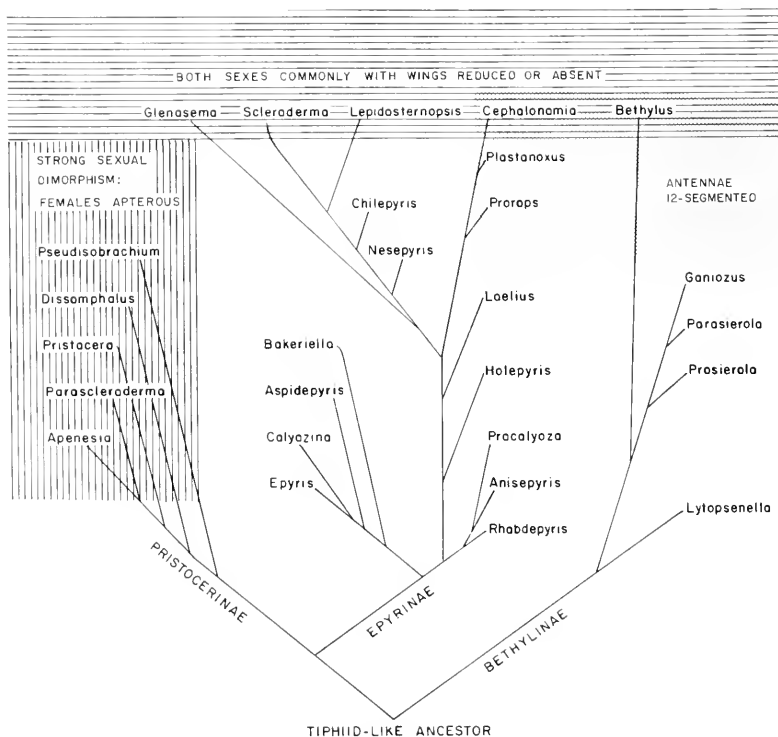 BOTH SEXES COMMONLY WITH WINGS REDUCED OR ABSENT
Glenosema Scleroderma Lepidosternopsis Cephalonomia Bethylus
STRONG SEXUAL
DIMORPHISM:
FEMALES APTEROUS
Plastanoxus
ANTENNAE
12-SEGMENTED
Chilepyris
Prorops
Nesepyris
Pseudisobrachium
Goniozus
Dissomphalus
Laelius
Parasierola
Pristocera
Bakeriella
Holepyris
Prosierola
Parascleroderma
Aspidepyris
Apenesia
Calyozina
Procalyoza
Epyris
Anisepyris
Lytopsenella
Rhabdepyris
PRISTOCERINAE
EPYRINAE
BETHYLINAE
TIPHIID-LIKE ANCESTOR